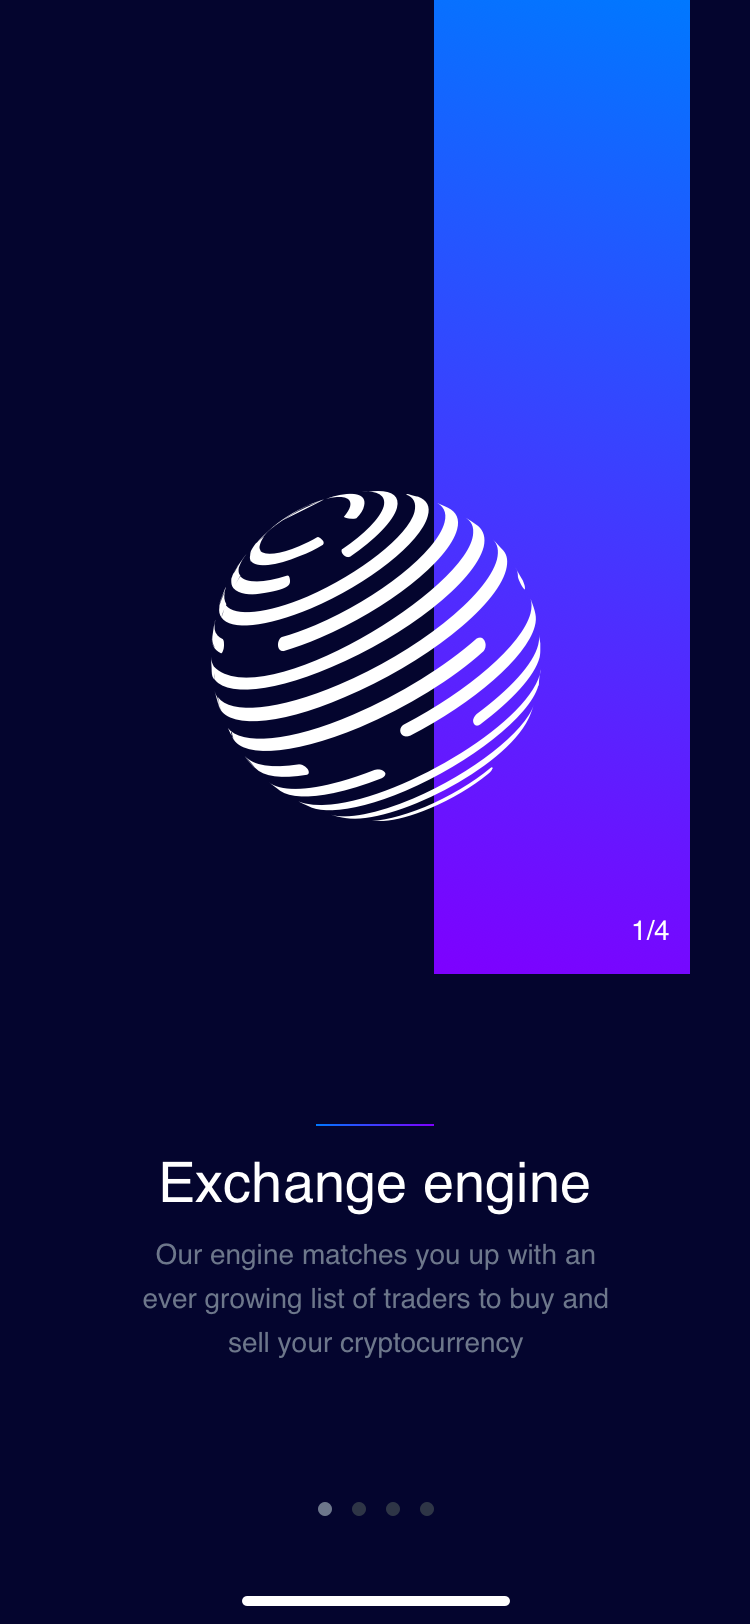 1/4
Exchange engine
Our engine matches you up with an
ever growing list of traders to buy and
sell your cryptocurrency